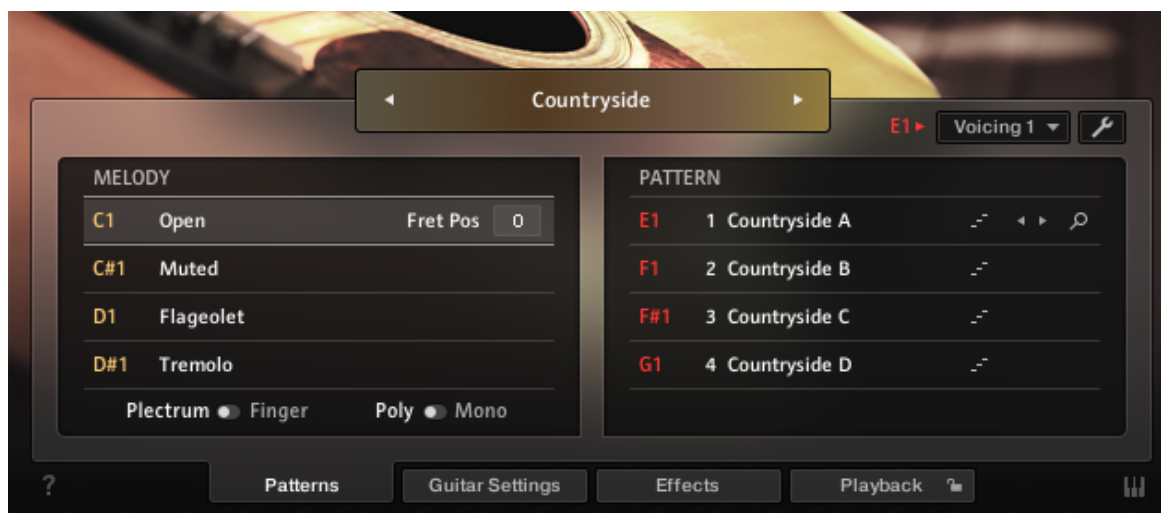 Countryside
E1 Voicing 1
MELODY
C1 Open Fret Pos 0
C#1 Muted
D1 Flageolet
D#1 Tremolo
Plectrum Finger Poly Mono
PATTERN
E1 1 Countryside A
F1 2 Countryside B
F#1 3 Countryside C
G1 4 Countryside D
? Patterns Guitar Settings Effects Playback